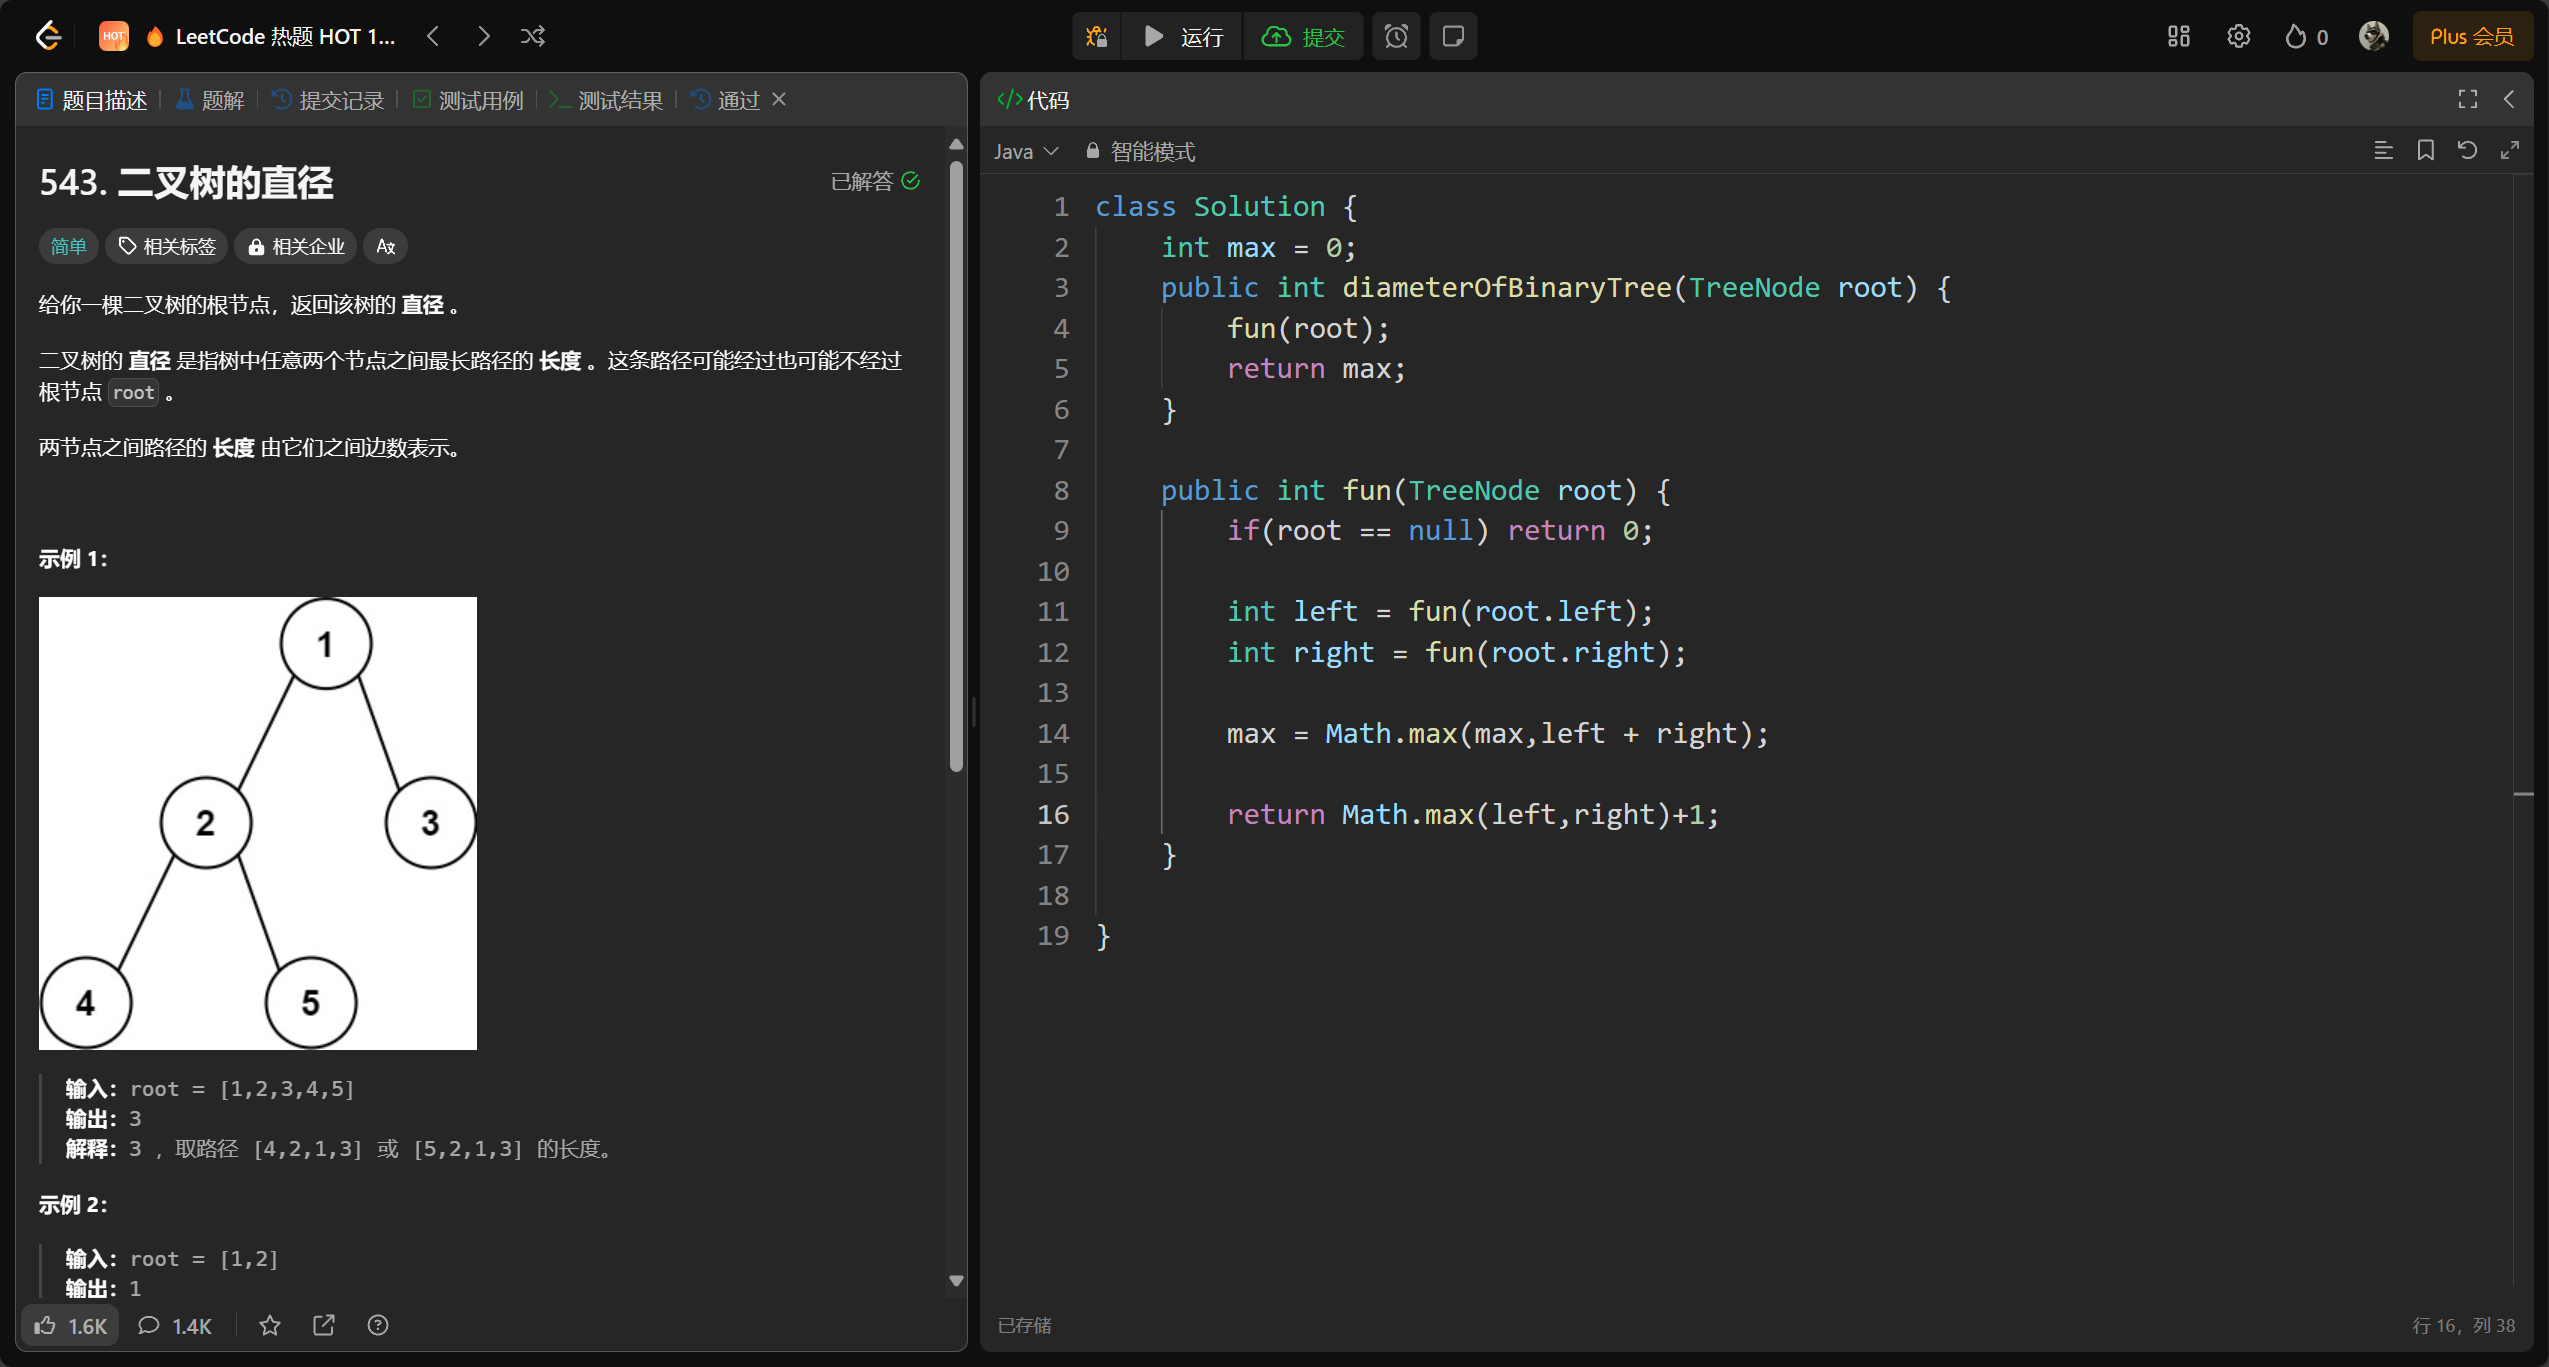 HOT LeetCode 热题 HOT 1... 运行 提交 0 Plus 会员
题目描述 题解 提交记录 测试用例 测试结果 通过
543. 二叉树的直径 已解答
简单 相关标签 相关企业
给你一棵二叉树的根节点，返回该树的 直径 。
二叉树的 直径 是指树中任意两个节点之间最长路径的 长度 。这条路径可能经过也可能不经过
根节点 root 。
两节点之间路径的 长度 由它们之间边数表示。
示例 1：
1
2 3
4 5
输入：root = [1,2,3,4,5]
输出：3
解释：3 ，取路径 [4,2,1,3] 或 [5,2,1,3] 的长度。
示例 2：
输入：root = [1,2]
输出：1
1.6K 1.4K
代码
Java 智能模式
1 class Solution {
2 int max = 0;
3 public int diameterOfBinaryTree(TreeNode root) {
4 fun(root);
5 return max;
6 }
7
8 public int fun(TreeNode root) {
9 if(root == null) return 0;
10
11 int left = fun(root.left);
12 int right = fun(root.right);
13
14 max = Math.max(max,left + right);
15
16 return Math.max(left,right)+1;
17 }
18
19 }
已存储 行 16，列 38